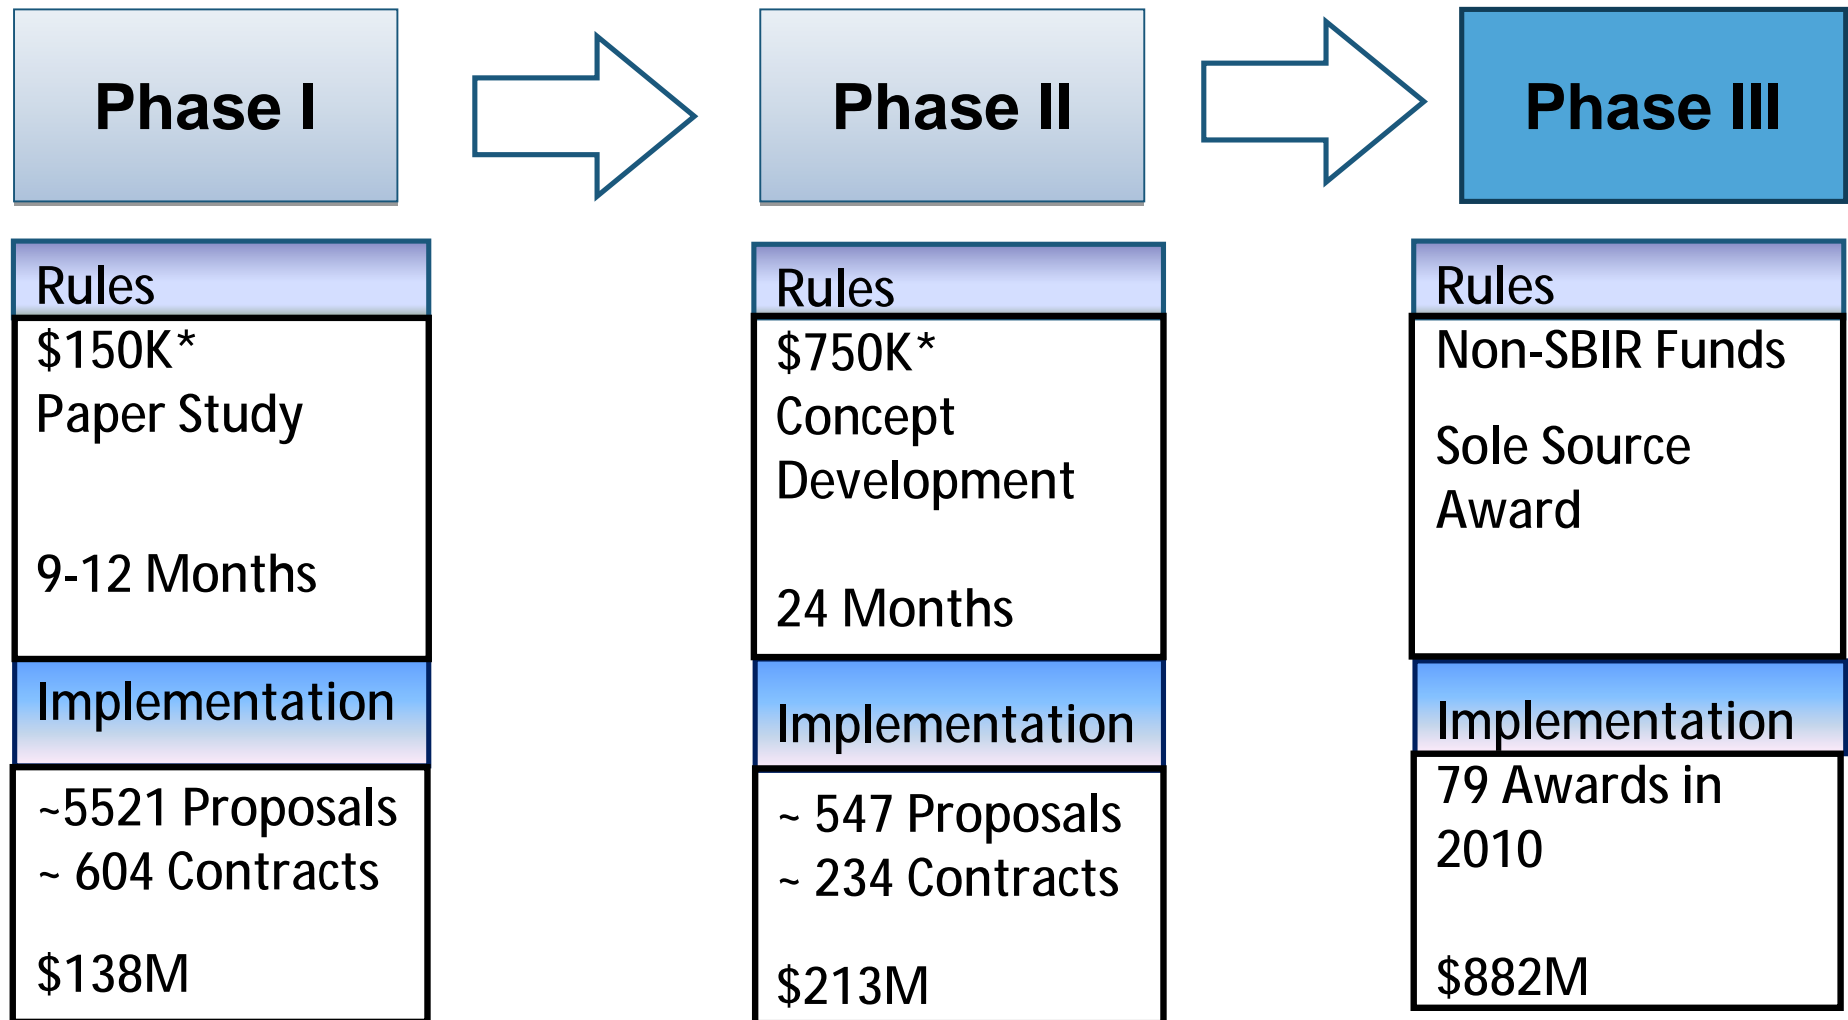 Phase I
Phase II
Phase III
Rules
$150K*
Paper Study
9-12 Months
Implementation
~5521 Proposals
~ 604 Contracts
$138M
Rules
$750K*
Concept
Development
24 Months
Implementation
~ 547 Proposals
~ 234 Contracts
$213M
Rules
Non-SBIR Funds
Sole Source
Award
Implementation
79 Awards in
2010
$882M